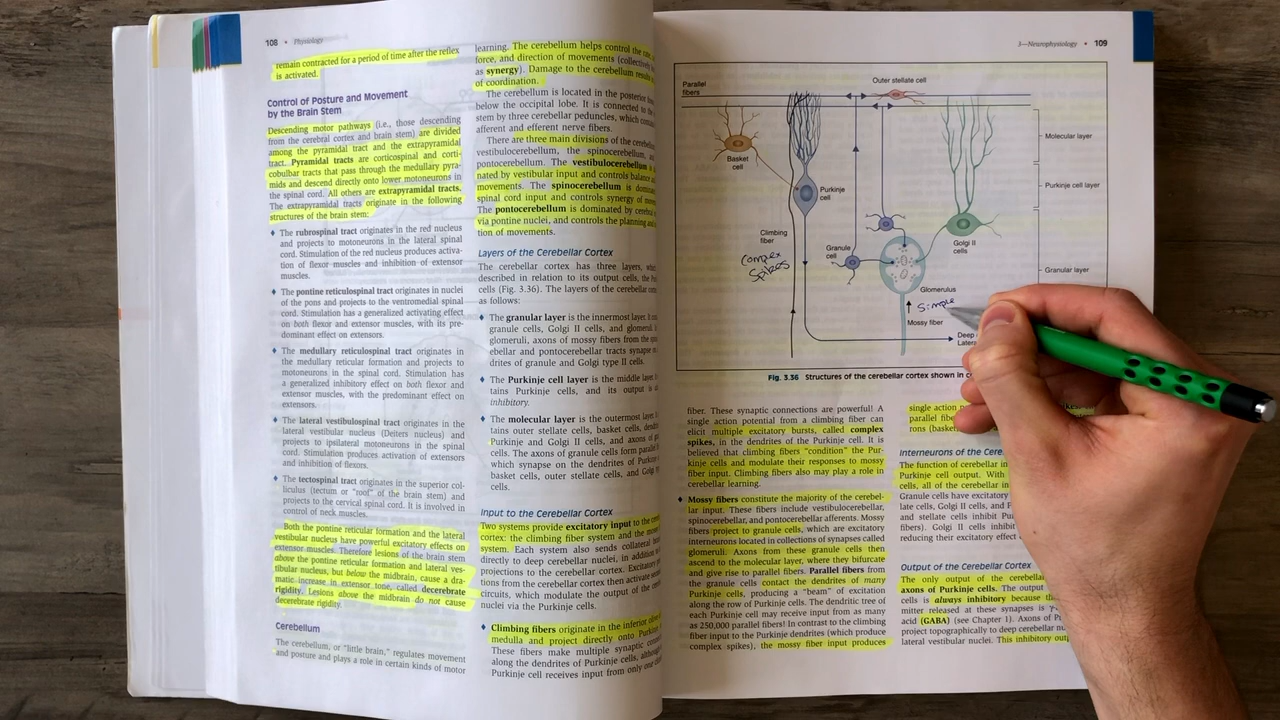 108 • Physiology
remain contracted for a period of time after the reflex
is activated.
Control of Posture and Movement
by the Brain Stem
Descending motor pathways (i.e., those descending
from the cerebral cortex and brain stem) are divided
among the pyramidal tract and the extrapyramidal
tract. Pyramidal tracts are corticospinal and corti-
cobulbar tracts that pass through the medullary pyra-
mids and descend directly onto lower motoneurons in
the spinal cord. All others are extrapyramidal tracts.
The extrapyramidal tracts originate in the following
structures of the brain stem:
♦ The rubrospinal tract originates in the red nucleus
and projects to motoneurons in the lateral spinal
cord. Stimulation of the red nucleus produces activa-
tion of flexor muscles and inhibition of extensor
muscles.
♦ The pontine reticulospinal tract originates in nuclei
of the pons and projects to the ventromedial spinal
cord. Stimulation has a generalized activating effect
on both flexor and extensor muscles, with its pre-
dominant effect on extensors.
♦ The medullary reticulospinal tract originates in
the medullary reticular formation and projects to
motoneurons in the spinal cord. Stimulation has
a generalized inhibitory effect on both flexor and
extensor muscles, with the predominant effect on
extensors.
♦ The lateral vestibulospinal tract originates in the
lateral vestibular nucleus (Deiters nucleus) and
projects to ipsilateral motoneurons in the spinal
cord. Stimulation produces activation of extensors
and inhibition of flexors.
♦ The tectospinal tract originates in the superior col-
liculus (tectum or "roof" of the brain stem) and
projects to the cervical spinal cord. It is involved in
control of neck muscles.
Both the pontine reticular formation and the lateral
vestibular nucleus have powerful excitatory effects on
extensor muscles. Therefore lesions of the brain stem
above the pontine reticular formation and lateral ves-
tibular nucleus, but below the midbrain, cause a dra-
matic increase in extensor tone, called decerebrate
rigidity. Lesions above the midbrain do not cause
decerebrate rigidity.
Cerebellum
The cerebellum, or "little brain," regulates movement
and posture and plays a role in certain kinds of motor
learning. The cerebellum helps control the
force, and direction of movements (collectively
as synergy). Damage to the cerebellum results
of coordination.
The cerebellum is located in the posterior
below the occipital lobe. It is connected to the
stem by three cerebellar peduncles, which
afferent and efferent nerve fibers.
There are three main divisions of the
vestibulocerebellum, the spinocerebellum,
pontocerebellum. The vestibulocerebellum is
nated by vestibular input and controls balance
movements. The spinocerebellum is
spinal cord input and controls synergy of
The pontocerebellum is dominated by
via pontine nuclei, and controls the planning
tion of movements.
Layers of the Cerebellar Cortex
The cerebellar cortex has three layers,
described in relation to its output cells, the
cells (Fig. 3.36). The layers of the cerebellar
as follows:
♦ The granular layer is the innermost layer. It
granule cells, Golgi II cells, and glomeruli.
glomeruli, axons of mossy fibers from the
ebellar and pontocerebellar tracts synapse
drites of granule and Golgi type II cells.
♦ The Purkinje cell layer is the middle layer.
tains Purkinje cells, and its output is
inhibitory.
♦ The molecular layer is the outermost layer.
tains outer stellate cells, basket cells,
Purkinje and Golgi II cells, and axons of
cells. The axons of granule cells form parallel
which synapse on the dendrites of
basket cells, outer stellate cells, and Golgi
cells.
Input to the Cerebellar Cortex
Two systems provide excitatory input to the
cortex: the climbing fiber system and the
system. Each system also sends collateral
directly to deep cerebellar nuclei, in addition
projections to the cerebellar cortex. Excitatory
tions from the cerebellar cortex then activate
circuits, which modulate the output of the
nuclei via the Purkinje cells.
♦ Climbing fibers originate in the inferior
medulla and project directly onto
These fibers make multiple synaptic
along the dendrites of Purkinje cells, although
Purkinje cell receives input from only one
3—Neurophysiology • 109
Parallel
fibers
Outer stellate cell
Molecular layer
Basket
cell
Purkinje cell layer
Purkinje
cell
Climbing
fiber
Complex
Spikes
Granule
cell
Golgi II
cells
Granular layer
Glomerulus
Simple
Mossy fiber
Deep
Fig. 3.36 Structures of the cerebellar cortex shown in
fiber. These synaptic connections are powerful! A
single action potential from a climbing fiber can
elicit multiple excitatory bursts, called complex
spikes, in the dendrites of the Purkinje cell. It is
believed that climbing fibers "condition" the Pur-
kinje cells and modulate their responses to mossy
fiber input. Climbing fibers also may play a role in
cerebellar learning.
♦ Mossy fibers constitute the majority of the cerebel-
lar input. These fibers include vestibulocerebellar,
spinocerebellar, and pontocerebellar afferents. Mossy
fibers project to granule cells, which are excitatory
interneurons located in collections of synapses called
glomeruli. Axons from these granule cells then
ascend to the molecular layer, where they bifurcate
and give rise to parallel fibers. Parallel fibers from
the granule cells contact the dendrites of many
Purkinje cells, producing a "beam" of excitation
along the row of Purkinje cells. The dendritic tree of
each Purkinje cell may receive input from as many
as 250,000 parallel fibers! In contrast to the climbing
fiber input to the Purkinje dendrites (which produce
complex spikes), the mossy fiber input produces
single action
parallel
rons
Interneurons of the
The function of cerebellar in
Purkinje cell output. With
cells, all of the cerebellar in
Granule cells have excitatory
late cells, Golgi cells, and
and stellate cells inhibit
fibers). Golgi II cells inhibit
reducing their excitatory effect
Output of the Cerebellar Cortex
The only output of the cerebellar
axons of Purkinje cells. The output
cells is always inhibitory because
mitter released at these synapses is
acid (GABA) (see Chapter 1). Axons of
project topographically to deep cerebellar
lateral vestibular nuclei. This inhibitory